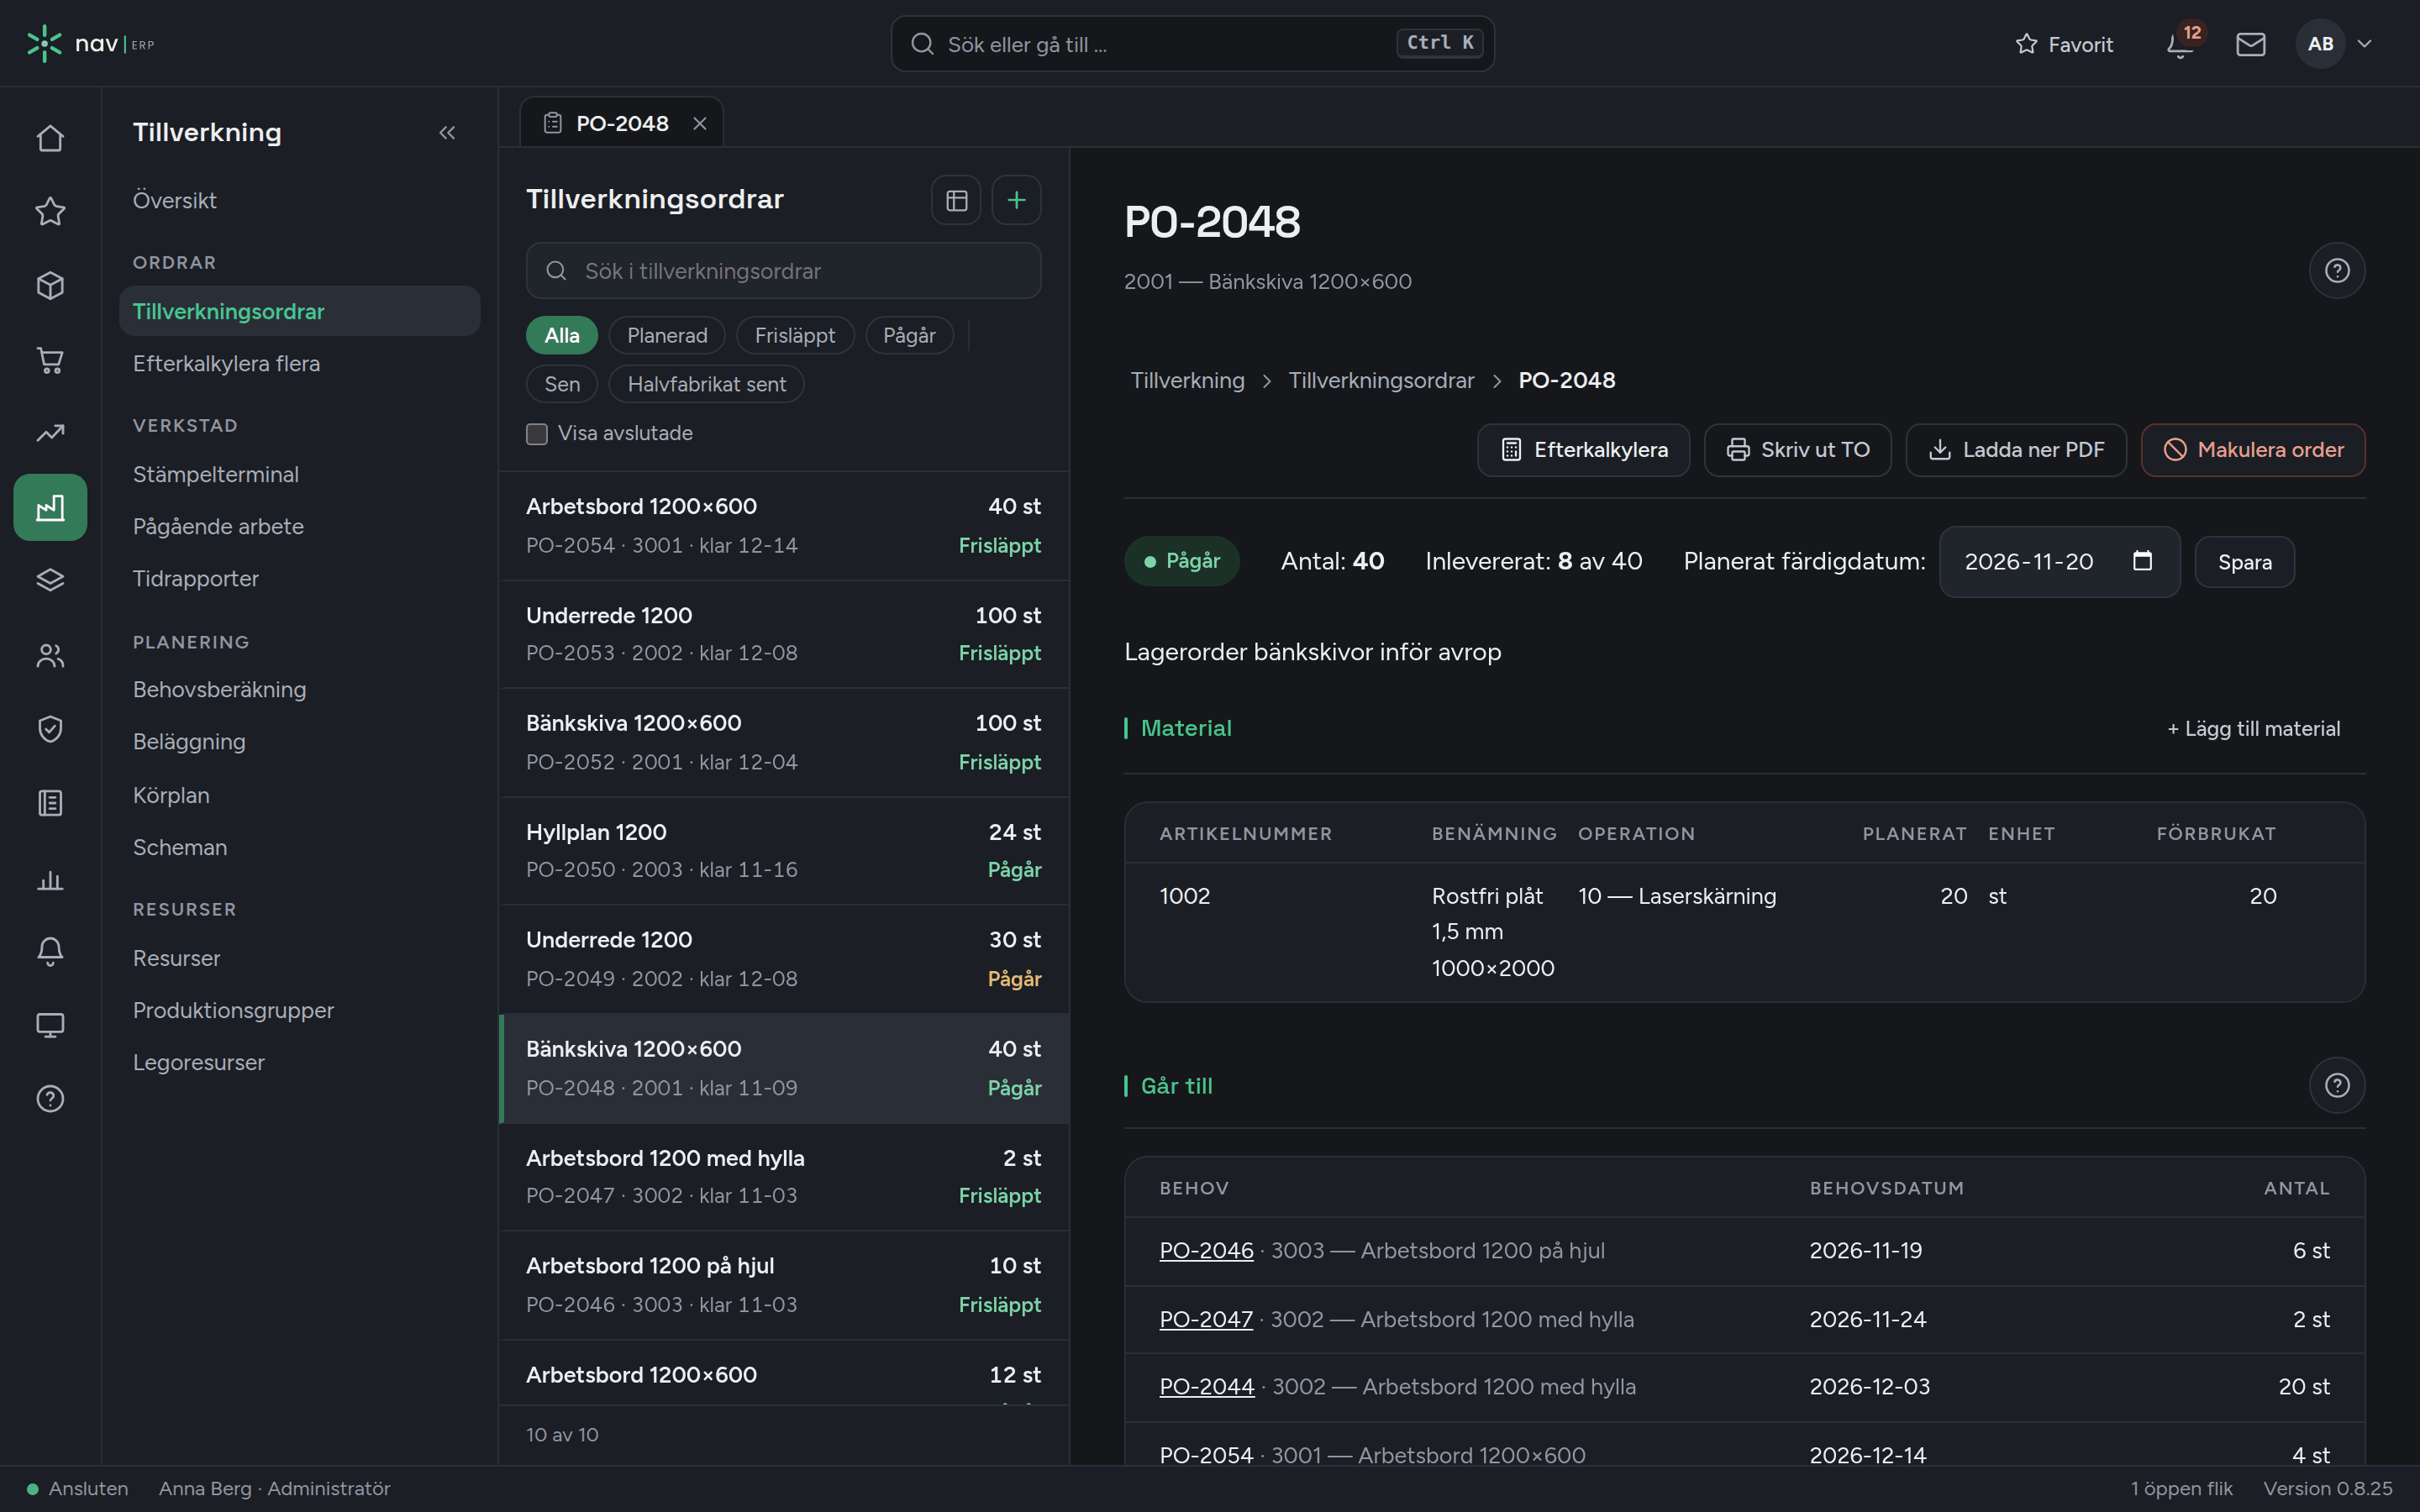 nav ERP
Sök eller gå till ...
Ctrl K
Favorit
12
AB
Tillverkning
Översikt
ORDRAR
Tillverkningsordrar
Efterkalkylera flera
VERKSTAD
Stämpelterminal
Pågående arbete
Tidrapporter
PLANERING
Behovsberäkning
Beläggning
Körplan
Scheman
RESURSER
Resurser
Produktionsgrupper
Legoresurser
PO-2048
Tillverkningsordrar
Sök i tillverkningsordrar
Alla Planerad Frisläppt Pågår
Sen Halvfabrikat sent
Visa avslutade
Arbetsbord 1200×600 40 st
PO-2054 · 3001 · klar 12-14 Frisläppt
Underrede 1200 100 st
PO-2053 · 2002 · klar 12-08 Frisläppt
Bänkskiva 1200×600 100 st
PO-2052 · 2001 · klar 12-04 Frisläppt
Hyllplan 1200 24 st
PO-2050 · 2003 · klar 11-16 Pågår
Underrede 1200 30 st
PO-2049 · 2002 · klar 12-08 Pågår
Bänkskiva 1200×600 40 st
PO-2048 · 2001 · klar 11-09 Pågår
Arbetsbord 1200 med hylla 2 st
PO-2047 · 3002 · klar 11-03 Frisläppt
Arbetsbord 1200 på hjul 10 st
PO-2046 · 3003 · klar 11-03 Frisläppt
Arbetsbord 1200×600 12 st
10 av 10
PO-2048
2001 — Bänkskiva 1200×600
Tillverkning > Tillverkningsordrar > PO-2048
Efterkalkylera Skriv ut TO Ladda ner PDF Makulera order
Pågår Antal: 40 Inlevererat: 8 av 40 Planerat färdigdatum: 2026-11-20 Spara
Lagerorder bänkskivor inför avrop
Material + Lägg till material
ARTIKELNUMMER BENÄMNING OPERATION PLANERAT ENHET FÖRBRUKAT
1002 Rostfri plåt 10 — Laserskärning 20 st 20
1,5 mm
1000×2000
Går till
BEHOV BEHOVSDATUM ANTAL
PO-2046 · 3003 — Arbetsbord 1200 på hjul 2026-11-19 6 st
PO-2047 · 3002 — Arbetsbord 1200 med hylla 2026-11-24 2 st
PO-2044 · 3002 — Arbetsbord 1200 med hylla 2026-12-03 20 st
PO-2054 · 3001 — Arbetsbord 1200×600 2026-12-14 4 st
Ansluten Anna Berg · Administratör 1 öppen flik Version 0.8.25